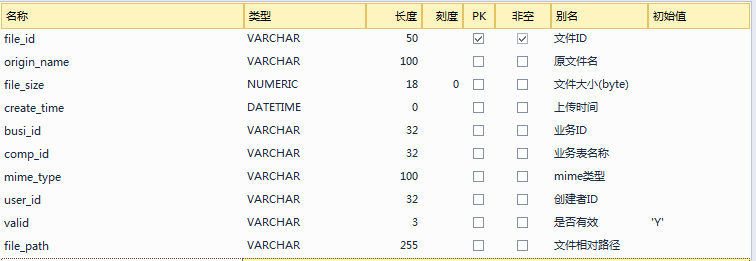 名称 类型 长度 刻度 PK 非空 别名 初始值
file_id VARCHAR 50 文件ID
origin_name VARCHAR 100 原文件名
file_size NUMERIC 18 0 文件大小(byte)
create_time DATETIME 0 上传时间
busi_id VARCHAR 32 业务ID
comp_id VARCHAR 32 业务表名称
mime_type VARCHAR 100 mime类型
user_id VARCHAR 32 创建者ID
valid VARCHAR 3 是否有效 'Y'
file_path VARCHAR 255 文件相对路径